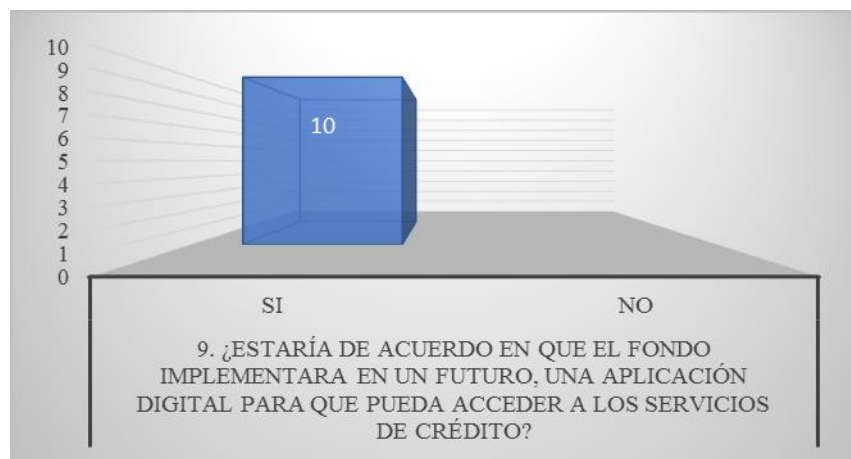 10
9
8
7
6
5
4
3
2
1
0
10
SI NO
9. ¿ESTARÍA DE ACUERDO EN QUE EL FONDO
IMPLEMENTARA EN UN FUTURO, UNA APLICACIÓN
DIGITAL PARA QUE PUEDA ACCEDER A LOS SERVICIOS
DE CRÉDITO?